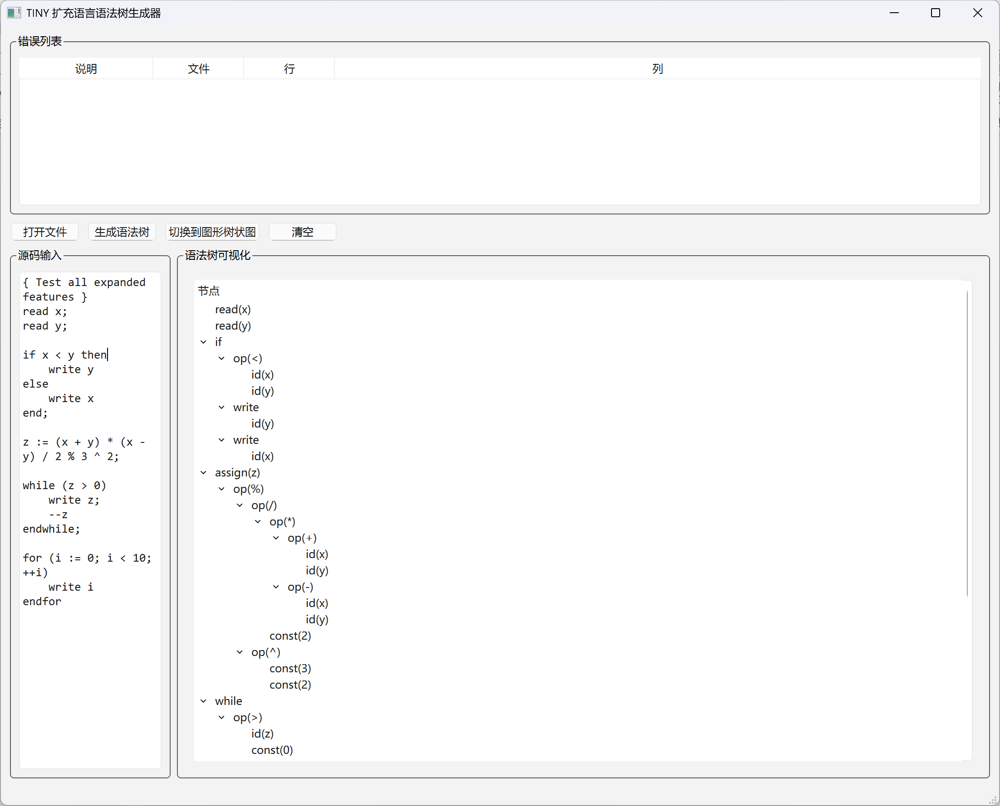 TINY 扩充语言语法树生成器
错误列表
说明 文件 行 列
打开文件 生成语法树 切换到图形树状图 清空
源码输入
{ Test all expanded
features }
read x;
read y;
if x < y then
write y
else
write x
end;
z := (x + y) * (x -
y) / 2 % 3 ^ 2;
while (z > 0)
write z;
--z
endwhile;
for (i := 0; i < 10;
++i)
write i
endfor
语法树可视化
节点
read(x)
read(y)
if
op(<)
id(x)
id(y)
write
id(y)
write
id(x)
assign(z)
op(%)
op(/)
op(*)
op(+)
id(x)
id(y)
op(-)
id(x)
id(y)
const(2)
op(^)
const(3)
const(2)
while
op(>)
id(z)
const(0)